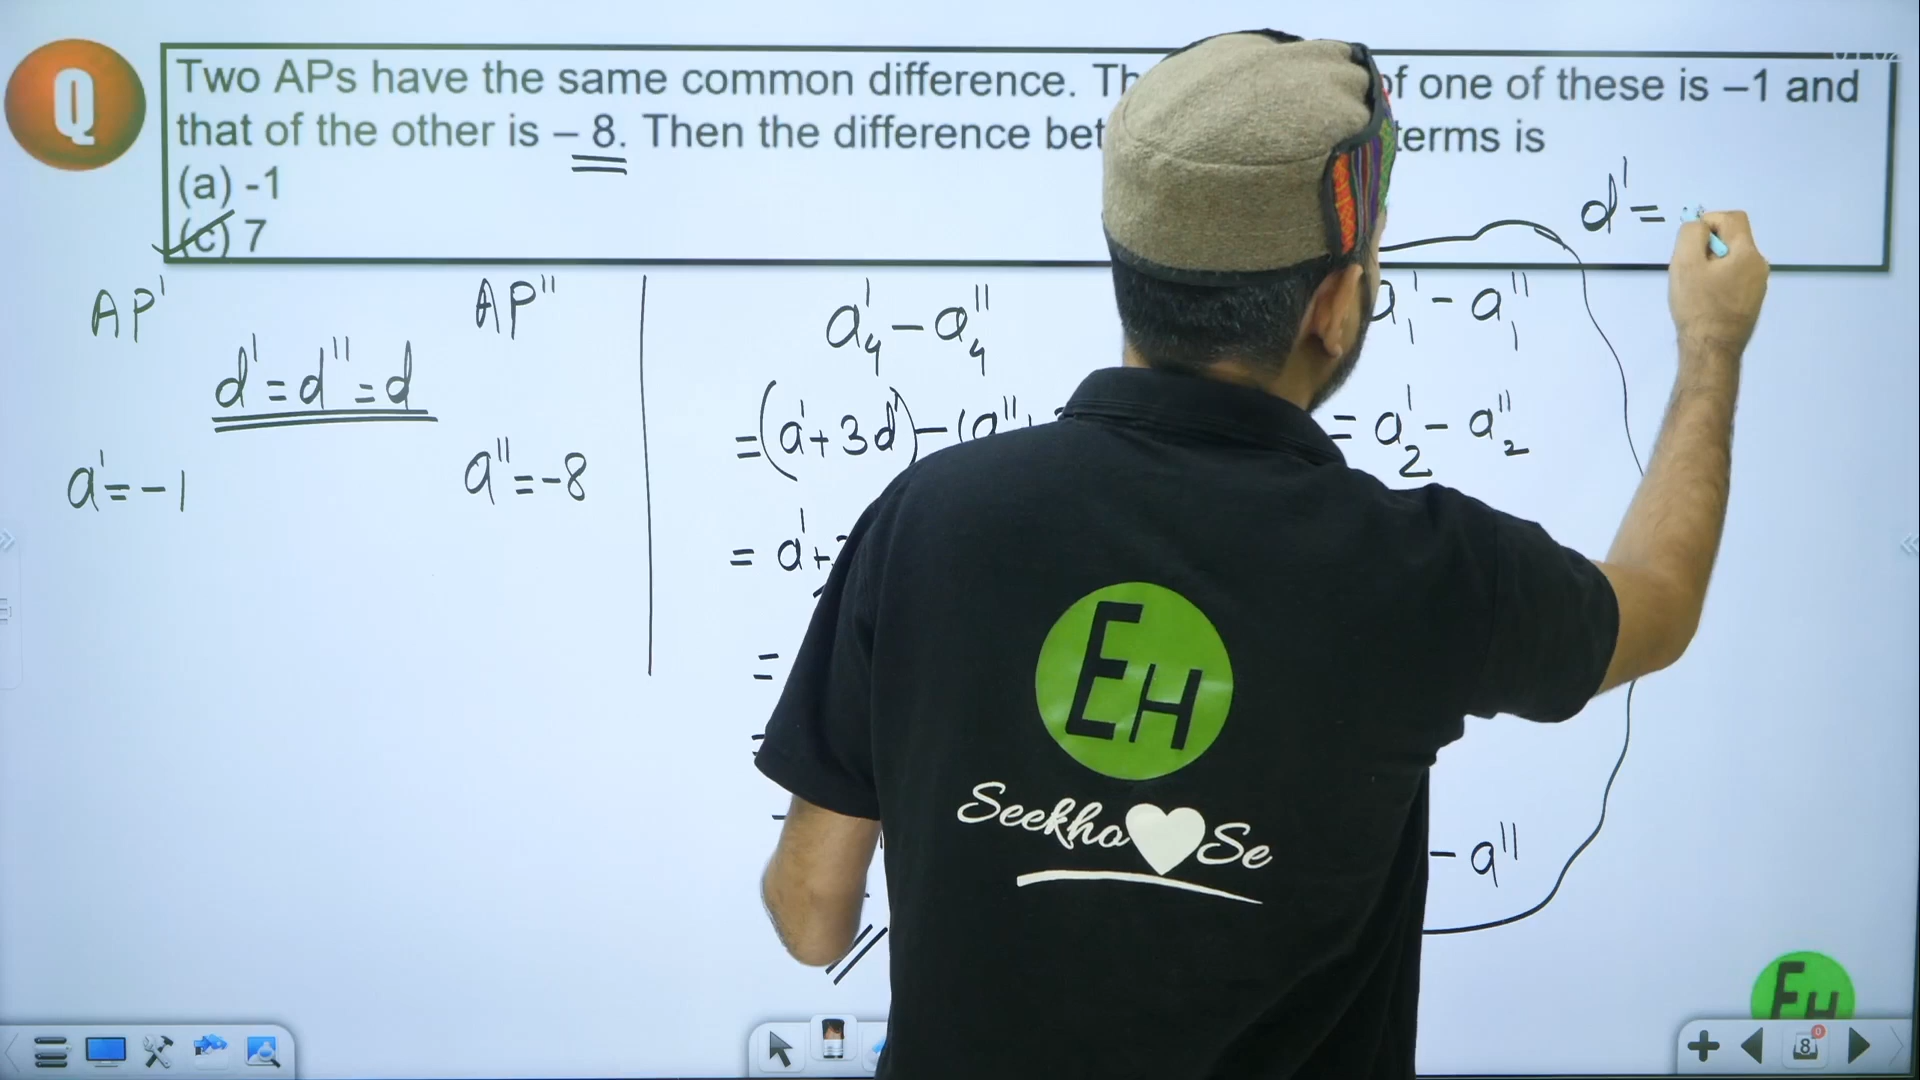 Q
Two APs have the same common difference. of one of these is –1 and
that of the other is – 8. Then the difference terms is
(a) -1
(c) 7
d' =
AP' AP''
d' = d'' = d
a' = -1 a'' = -8
a'₄ - a''₄
= (a' + 3d') - (a''
= a' +
=
a'₁ - a''₁
= a'₂ - a''₂
- a''
EH
Seekho Se
EH
8